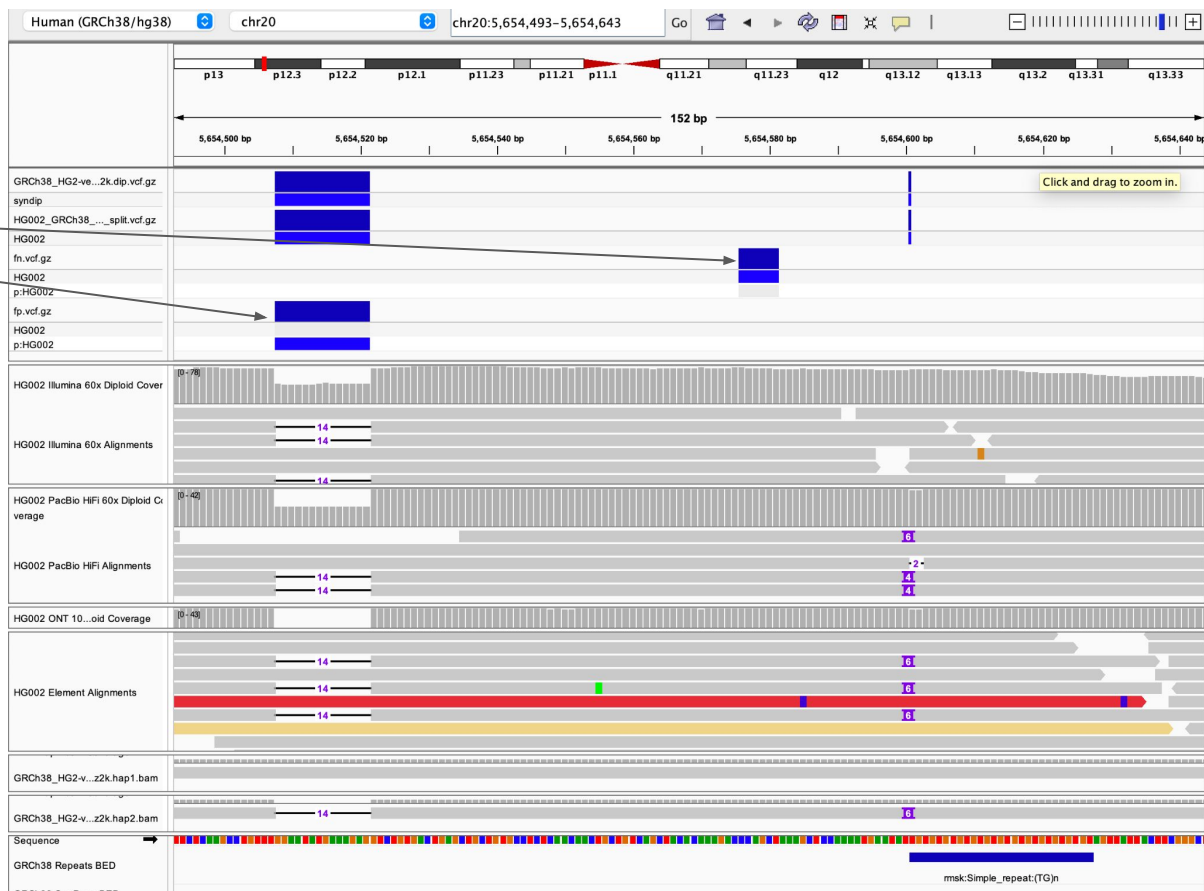 Human (GRCh38/hg38) chr20 chr20:5,654,493-5,654,643 Go
p13 p12.3 p12.2 p12.1 p11.23 p11.21 p11.1 q11.21 q11.23 q12 q13.12 q13.13 q13.2 q13.31 q13.33
152 bp
5,654,500 bp 5,654,520 bp 5,654,540 bp 5,654,560 bp 5,654,580 bp 5,654,600 bp 5,654,620 bp 5,654,640 bp
GRCh38_HG2-ve...2k.dip.vcf.gz Click and drag to zoom in.
syndip
HG002_GRCh38_..._split.vcf.gz
HG002
fn.vcf.gz
HG002
p:HG002
fp.vcf.gz
HG002
p:HG002
[0 - 78]
HG002 Illumina 60x Diploid Cover
14
14
HG002 Illumina 60x Alignments
14
[0 - 42]
HG002 PacBio HiFi 60x Diploid Co
verage
6
2
HG002 PacBio HiFi Alignments
14 4
14 4
[0 - 43]
HG002 ONT 10...oid Coverage
14 6
HG002 Element Alignments
14 6
14 6
GRCh38_HG2-v...z2k.hap1.bam
GRCh38_HG2-v...z2k.hap2.bam 14 6
Sequence
GRCh38 Repeats BED
rmsk:Simple_repeat:(TG)n